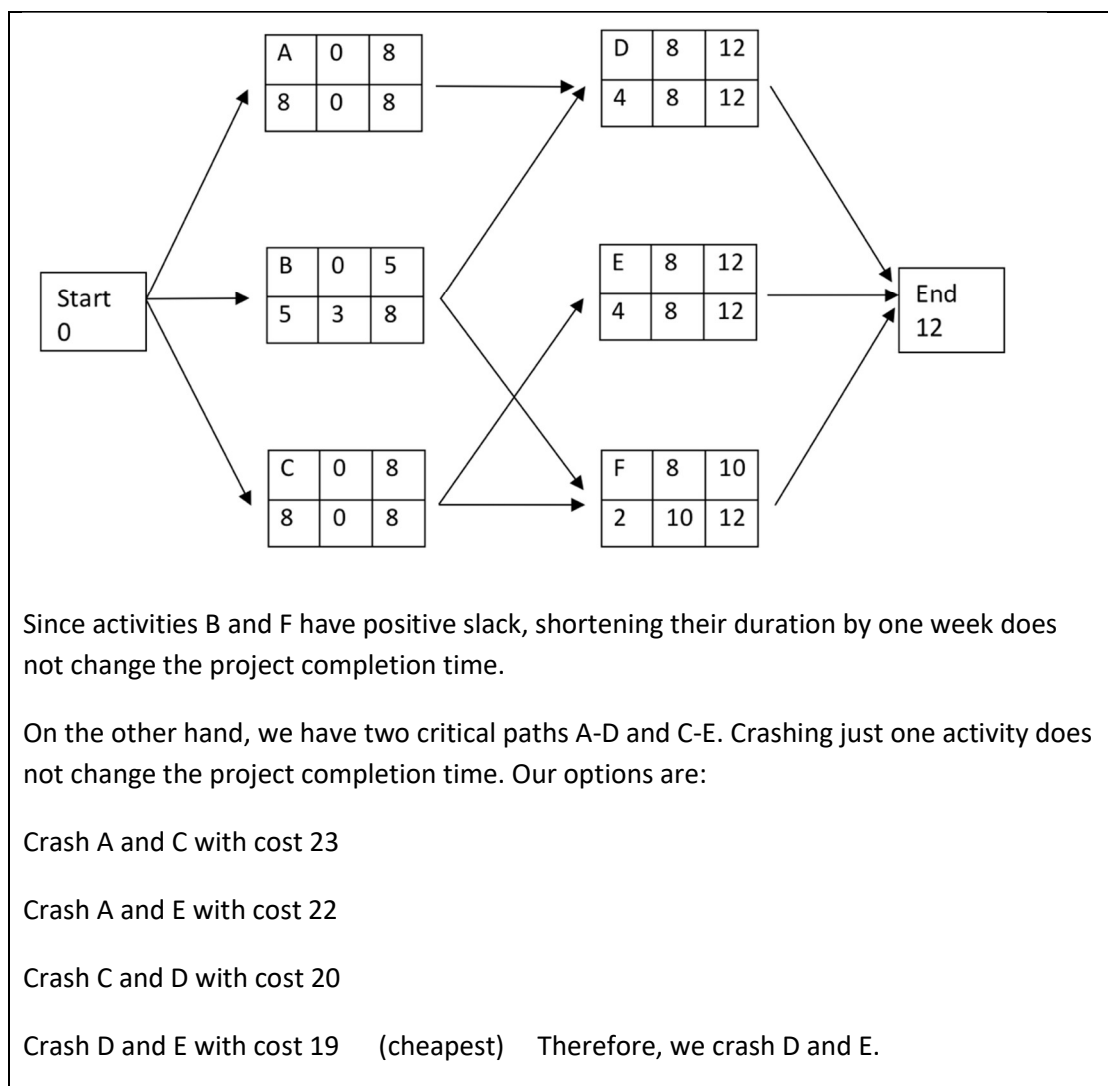 A 0 8
8 0 8
D 8 12
4 8 12
B 0 5
5 3 8
E 8 12
4 8 12
Start
0
End
12
C 0 8
8 0 8
F 8 10
2 10 12
Since activities B and F have positive slack, shortening their duration by one week does
not change the project completion time.
On the other hand, we have two critical paths A-D and C-E. Crashing just one activity does
not change the project completion time. Our options are:
Crash A and C with cost 23
Crash A and E with cost 22
Crash C and D with cost 20
Crash D and E with cost 19 (cheapest) Therefore, we crash D and E.